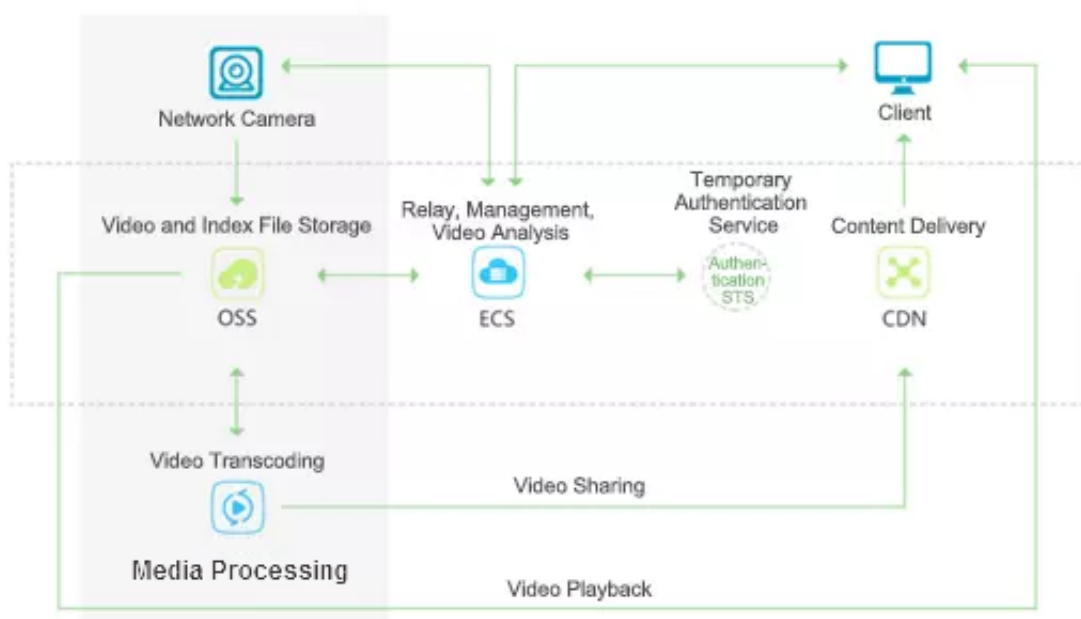 Network Camera
Client
Video and Index File Storage
OSS
Relay, Management,
Video Analysis
ECS
Temporary
Authentication
Service
Authen-
tication
STS
Content Delivery
CDN
Video Transcoding
Media Processing
Video Sharing
Video Playback